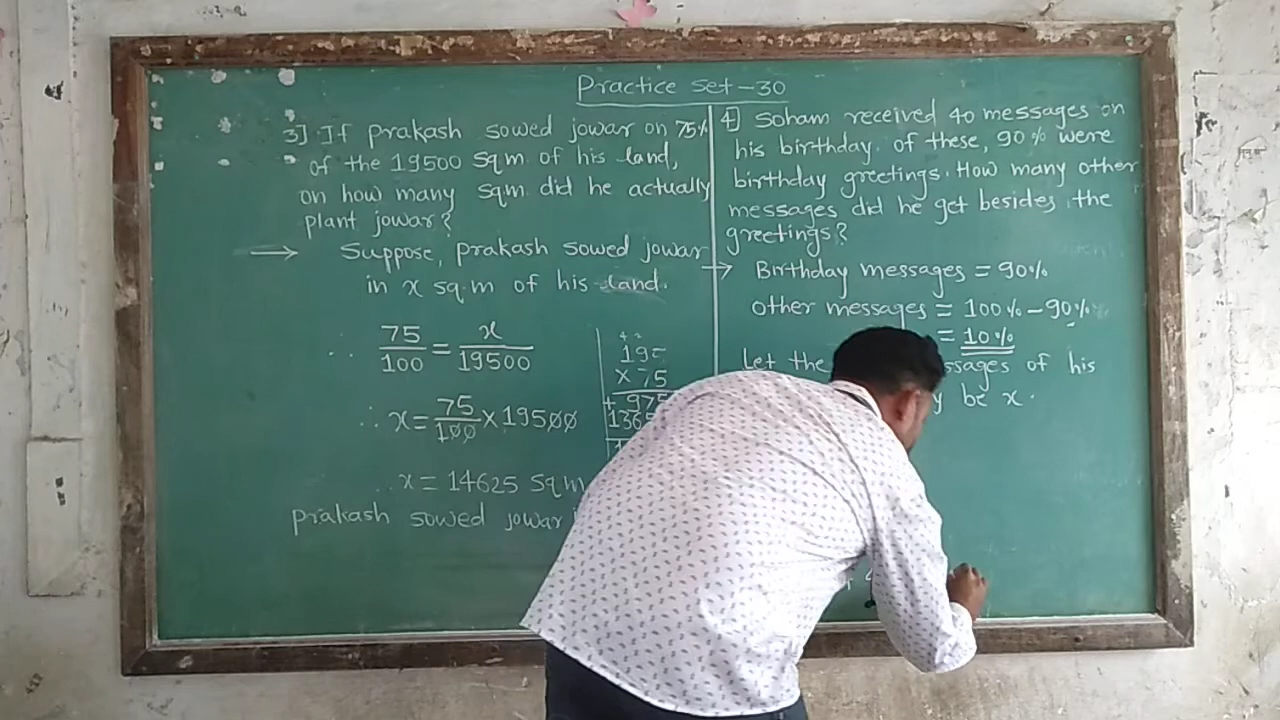 Practice Set-30
3] If prakash sowed jowar on 75%
of the 19500 sq m of his land,
on how many sqm did he actually
plant jowar?
⟹ Suppose, prakash sowed jowar
in x sq.m of his land.
∴ 75/100 = x/19500
∴ x = 75/100 × 19500
195
× 75
975
+ 1365
x = 14625 sqm
prakash sowed jowar
4] Soham received 40 messages on
his birthday. of these, 90% were
birthday greetings. How many other
messages did he get besides the
greetings?
→ Birthday messages = 90%
other messages = 100% - 90%
= 10%
Let the of his
be x.